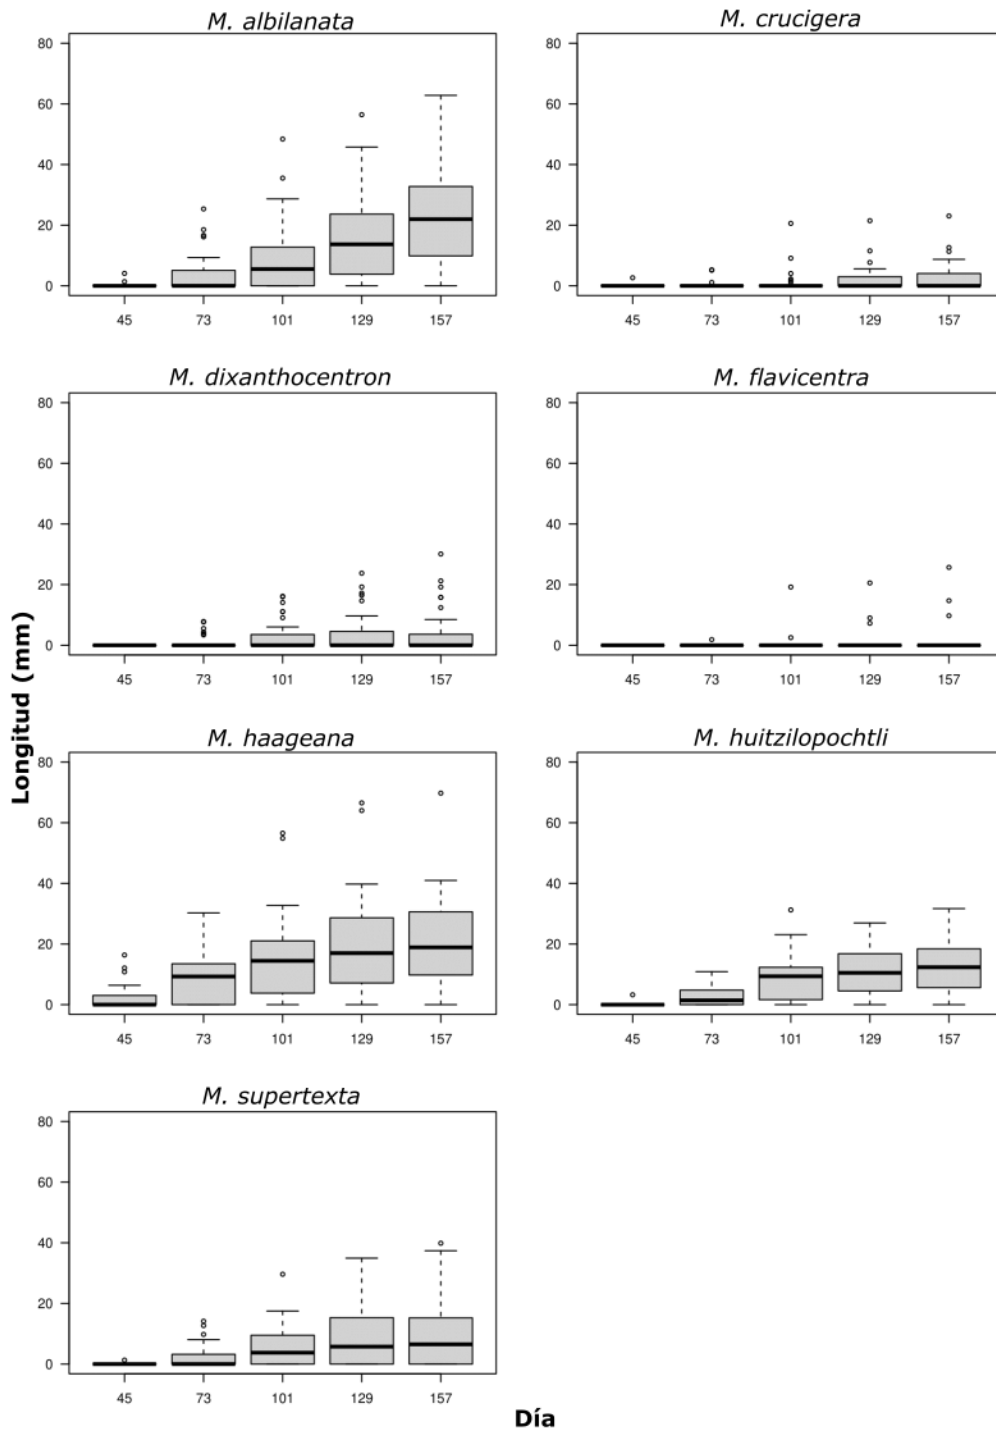 M. albilanata
80
60
40
20
0
45 73 101 129 157
M. crucigera
80
60
40
20
0
45 73 101 129 157
M. dixanthocentron
80
60
40
20
0
45 73 101 129 157
M. flavicentra
80
60
40
20
0
45 73 101 129 157
Longitud (mm)
M. haageana
80
60
40
20
0
45 73 101 129 157
M. huitzilopochtli
80
60
40
20
0
45 73 101 129 157
M. supertexta
80
60
40
20
0
45 73 101 129 157
Día